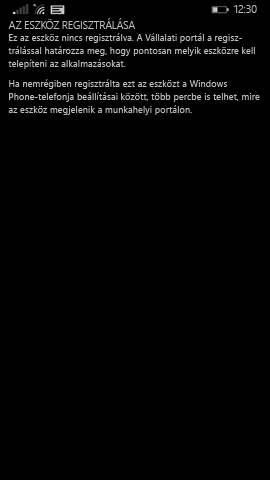 12:30
AZ ESZKÖZ REGISZTRÁLÁSA
Ez az eszköz nincs regisztrálva. A Vállalati portál a regisz-
trálással határozza meg, hogy pontosan melyik eszközre kell
telepíteni az alkalmazásokat.
Ha nemrégiben regisztrálta ezt az eszközt a Windows
Phone-telefonja beállításai között, több percbe is telhet, mire
az eszköz megjelenik a munkahelyi portálon.